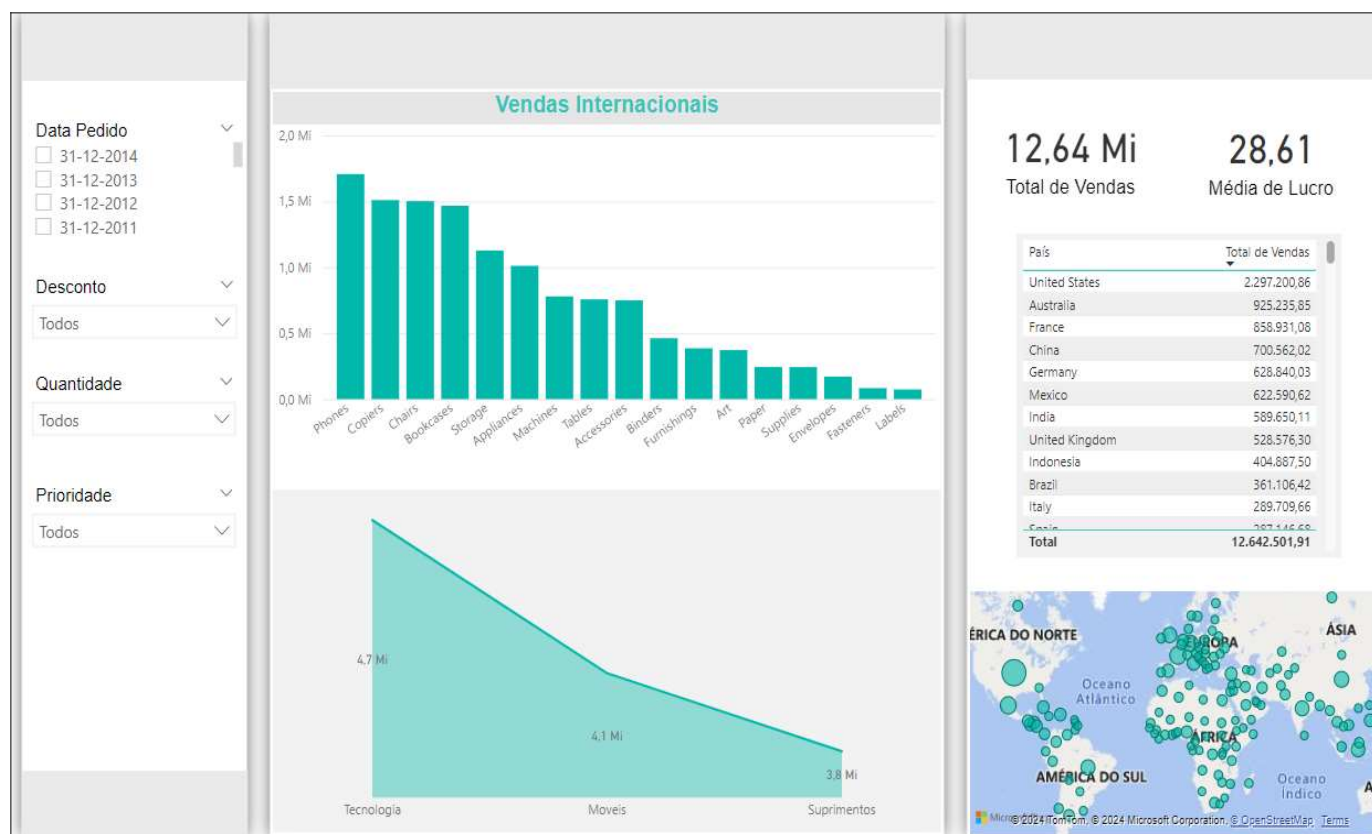 Data Pedido
31-12-2014
31-12-2013
31-12-2012
31-12-2011
Desconto
Todos
Quantidade
Todos
Prioridade
Todos
Vendas Internacionais
2,0 Mi
1,5 Mi
1,0 Mi
0,5 Mi
0,0 Mi
Phones
Copiers
Chairs
Bookcases
Storage
Appliances
Machines
Tables
Accessories
Binders
Furnishings
Art
Paper
Supplies
Envelopes
Fasteners
Labels
4,7 Mi
4,1 Mi
3,8 Mi
Tecnologia Moveis Suprimentos
12,64 Mi 28,61
Total de Vendas Média de Lucro
País Total de Vendas
United States 2.297.200,86
Australia 925.235,85
France 858.931,08
China 700.562,02
Germany 628.840,03
Mexico 622.590,62
India 589.650,11
United Kingdom 528.576,30
Indonesia 404.887,50
Brazil 361.106,42
Italy 289.709,66
Spain 287.146,68
Total 12.642.501,91
ÉRICA DO NORTE
EUROPA
ÁSIA
Oceano
Atlântico
ÁFRICA
AMÉRICA DO SUL
Oceano
Índico
A
© 2024 TomTom, © 2024 Microsoft Corporation, © OpenStreetMap Terms